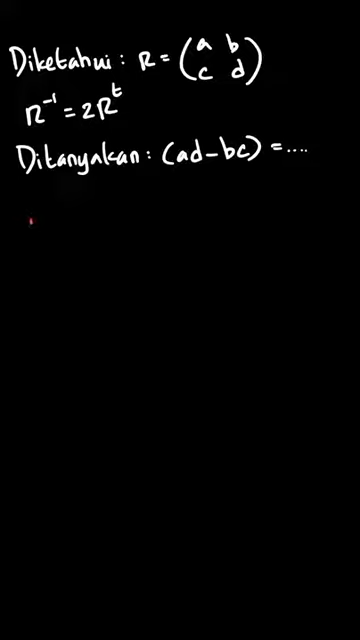 Diketahui : R = (a b
c d)
R⁻¹ = 2Rᵗ
Ditanyakan : (ad - bc) = ....